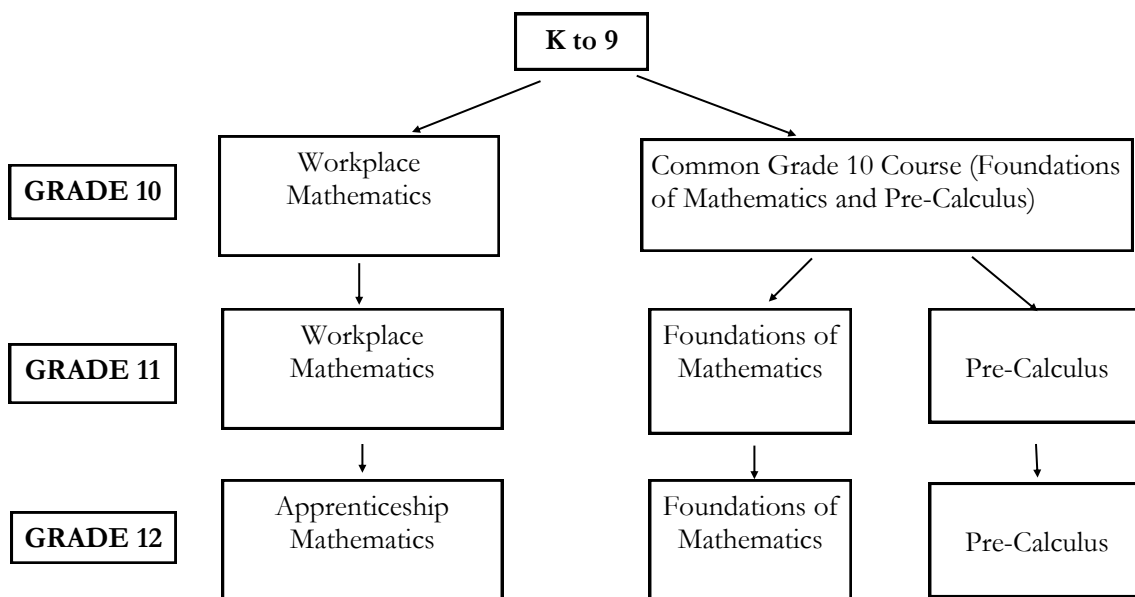 K to 9
GRADE 10
Workplace
Mathematics
Common Grade 10 Course (Foundations
of Mathematics and Pre-Calculus)
GRADE 11
Workplace
Mathematics
Foundations of
Mathematics
Pre-Calculus
GRADE 12
Apprenticeship
Mathematics
Foundations of
Mathematics
Pre-Calculus